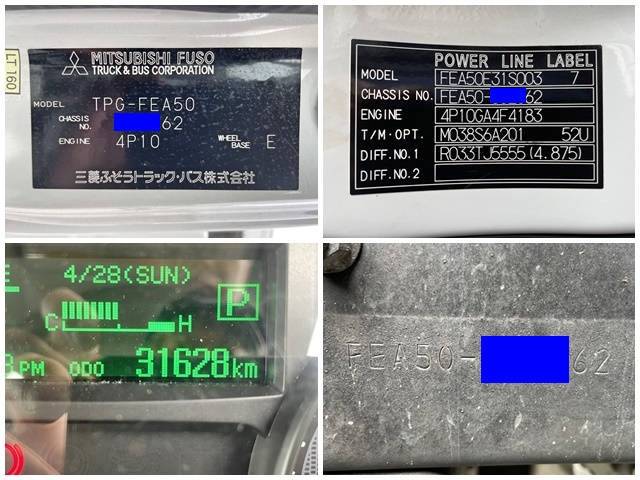 LT160
MITSUBISHI FUSO
TRUCK & BUS CORPORATION
MODEL TPG-FEA50
CHASSIS NO. 62
ENGINE 4P10 WHEEL BASE E
三菱ふそうトラック・バス株式会社
POWER LINE LABEL
MODEL FEA50E31S003 7
CHASSIS NO. FEA50- 62
ENGINE 4P10GA4F4183
T/M·OPT. M038S6A201 52U
DIFF.NO.1 R033TJ5555(4.875)
DIFF.NO.2
4/28(SUN)
P
C H
PM ODO 31628km
FEA50- 62